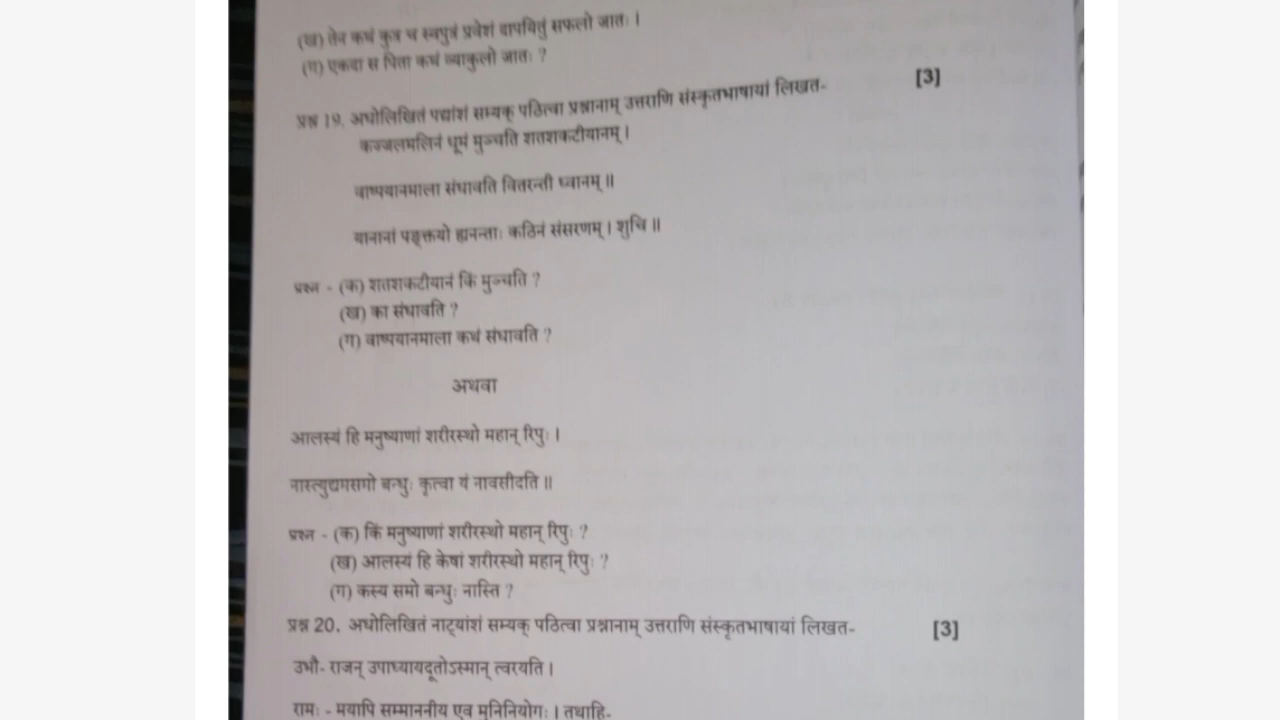 (ख) तेन कथं कुत्र च स्वपुत्रं प्रवेशं दापयितुं सफलो जातः ।
(ग) एकदा स पिता कथं व्याकुलो जातः ?
प्रश्न 19. अधोलिखितं पद्यांशं सम्यक् पठित्वा प्रश्नानाम् उत्तराणि संस्कृतभाषायां लिखत- [3]
कज्जलमलिनं धूमं मुञ्चति शतशकटीयानम् ।
वाष्पयानमाला संधावति वितरन्ती ध्वानम् ॥
यानानां पङ्क्तयो ह्यनन्ताः कठिनं संसरणम् । शुचि ॥
प्रश्न - (क) शतशकटीयानं किं मुञ्चति ?
(ख) का संधावति ?
(ग) वाष्पयानमाला कथं संधावति ?
अथवा
आलस्यं हि मनुष्याणां शरीरस्थो महान् रिपुः ।
नास्त्युद्यमसमो बन्धुः कृत्वा यं नावसीदति ॥
प्रश्न - (क) किं मनुष्याणां शरीरस्थो महान् रिपुः ?
(ख) आलस्यं हि केषां शरीरस्थो महान् रिपुः ?
(ग) कस्य समो बन्धुः नास्ति ?
प्रश्न 20. अधोलिखितं नाट्यांशं सम्यक् पठित्वा प्रश्नानाम् उत्तराणि संस्कृतभाषायां लिखत- [3]
उभौ- राजन् उपाध्यायदूतोऽस्मान् त्वरयति ।
रामः - मयापि सम्माननीय एव मुनिनियोगः । तथाहि-